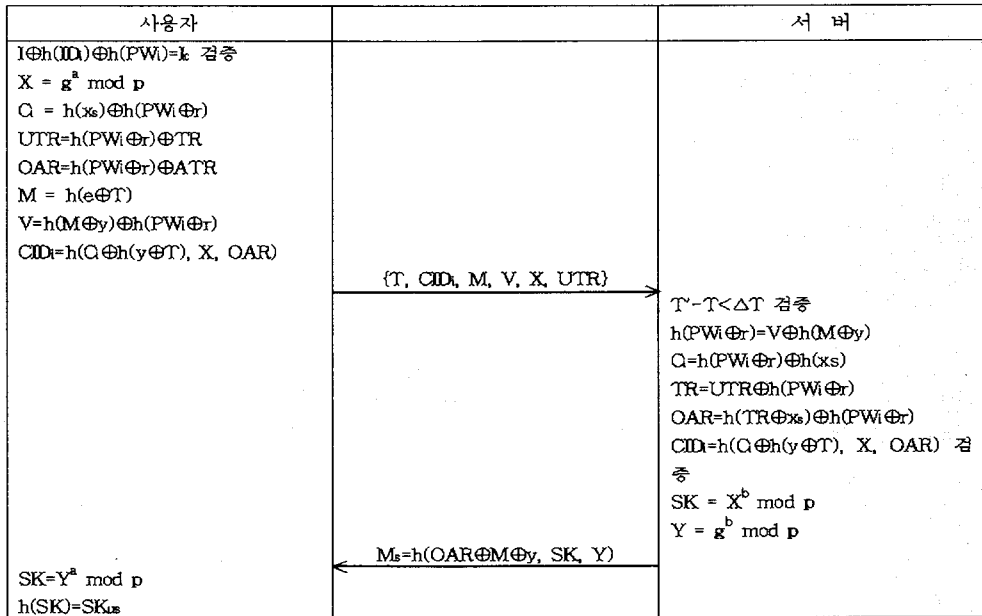 사용자
서 버
I⊕h(IDi)⊕h(PWi)=k 검증
X = g^a mod p
Ci = h(xs)⊕h(PWi⊕r)
UTR=h(PWi⊕r)⊕TR
OAR=h(PWi⊕r)⊕ATR
M = h(e⊕T)
V=h(M⊕y)⊕h(PWi⊕r)
CIDi=h(Ci⊕h(y⊕T), X, OAR)
{T, CIDi, M, V, X, UTR}
T'-T<△T 검증
h(PWi⊕r)=V⊕h(M⊕y)
Ci=h(PWi⊕r)⊕h(xs)
TR=UTR⊕h(PWi⊕r)
OAR=h(TR⊕xs)⊕h(PWi⊕r)
CIDi=h(Ci⊕h(y⊕T), X, OAR) 검
증
SK = X^b mod p
Y = g^b mod p
Ms=h(OAR⊕M⊕y, SK, Y)
SK=Y^a mod p
h(SK)=SKus